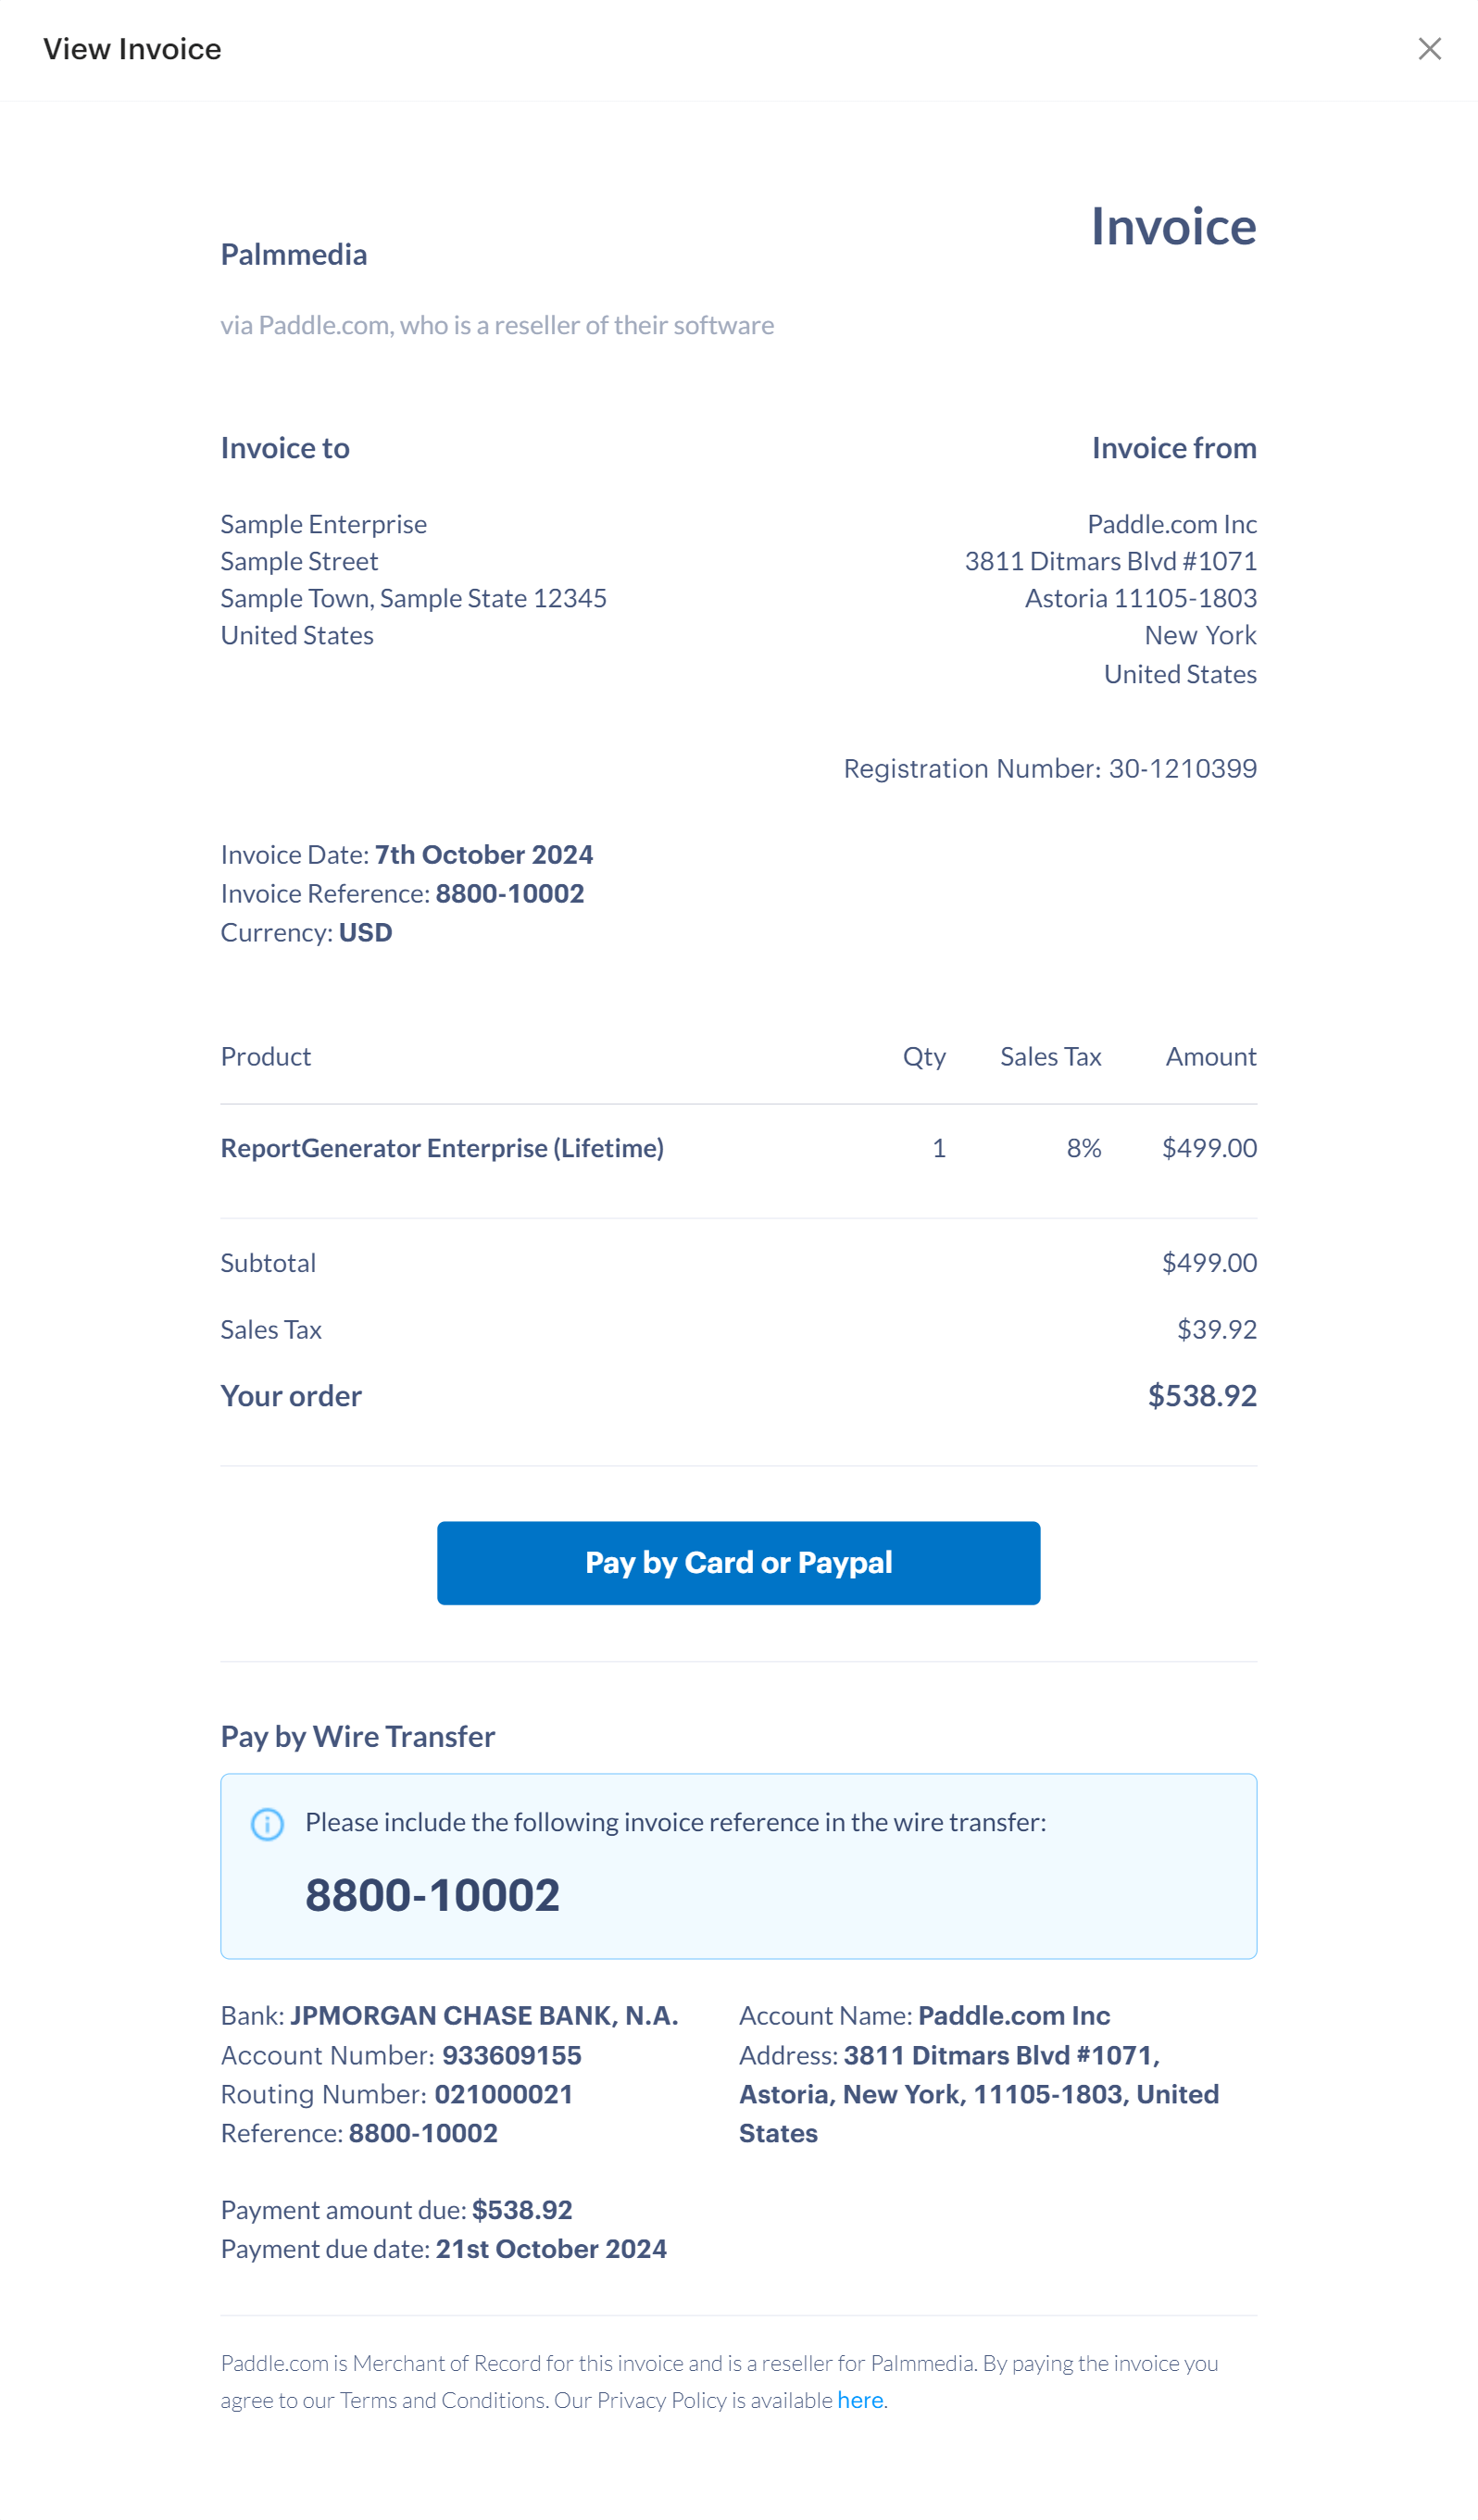 View Invoice
Invoice
Palmmedia
via Paddle.com, who is a reseller of their software
Invoice to
Invoice from
Sample Enterprise
Sample Street
Sample Town, Sample State 12345
United States
Paddle.com Inc
3811 Ditmars Blvd #1071
Astoria 11105-1803
New York
United States
Registration Number: 30-1210399
Invoice Date: 7th October 2024
Invoice Reference: 8800-10002
Currency: USD
Product Qty Sales Tax Amount
ReportGenerator Enterprise (Lifetime) 1 8% $499.00
Subtotal $499.00
Sales Tax $39.92
Your order $538.92
Pay by Card or Paypal
Pay by Wire Transfer
Please include the following invoice reference in the wire transfer:
8800-10002
Bank: JPMORGAN CHASE BANK, N.A.
Account Number: 933609155
Routing Number: 021000021
Reference: 8800-10002
Account Name: Paddle.com Inc
Address: 3811 Ditmars Blvd #1071,
Astoria, New York, 11105-1803, United
States
Payment amount due: $538.92
Payment due date: 21st October 2024
Paddle.com is Merchant of Record for this invoice and is a reseller for Palmmedia. By paying the invoice you
agree to our Terms and Conditions. Our Privacy Policy is available here.